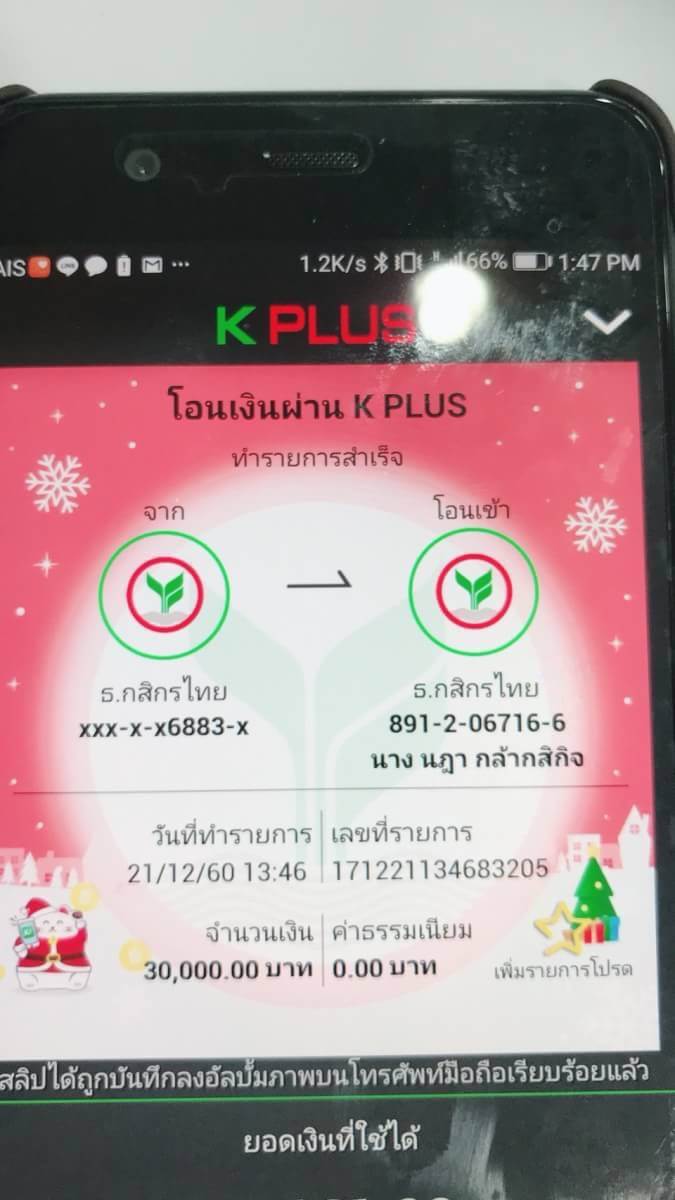 AIS ... 1.2K/s 66% 1:47 PM
K PLUS
โอนเงินผ่าน K PLUS
ทำรายการสำเร็จ
จาก โอนเข้า
ธ.กสิกรไทย ธ.กสิกรไทย
xxx-x-x6883-x 891-2-06716-6
นาง นฎา กล้ากสิกิจ
วันที่ทำรายการ เลขที่รายการ
21/12/60 13:46 171221134683205
จำนวนเงิน ค่าธรรมเนียม
30,000.00 บาท 0.00 บาท
เพิ่มรายการโปรด
สลิปได้ถูกบันทึกลงอัลบั้มภาพบนโทรศัพท์มือถือเรียบร้อยแล้ว
ยอดเงินที่ใช้ได้